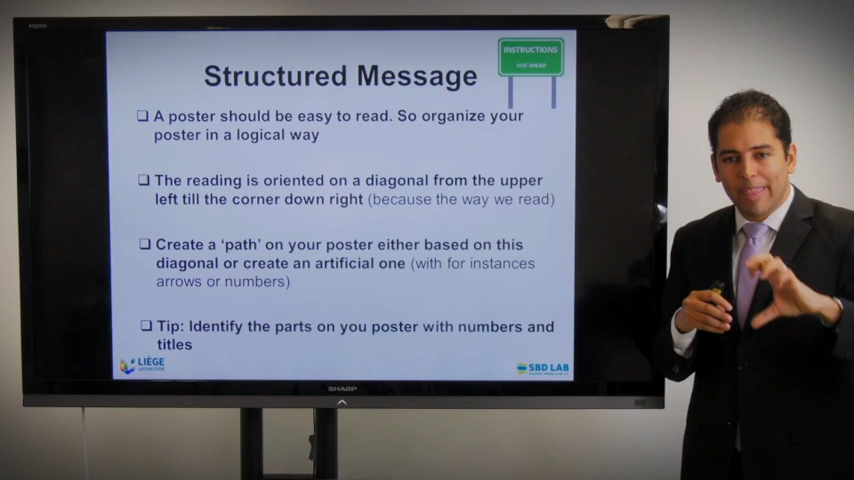 INSTRUCTIONS
JUST AHEAD
Structured Message
A poster should be easy to read. So organize your
poster in a logical way
The reading is oriented on a diagonal from the upper
left till the corner down right (because the way we read)
Create a ‘path’ on your poster either based on this
diagonal or create an artificial one (with for instances
arrows or numbers)
Tip: Identify the parts on you poster with numbers and
titles
LIÈGE
université
SBD LAB
SHARP